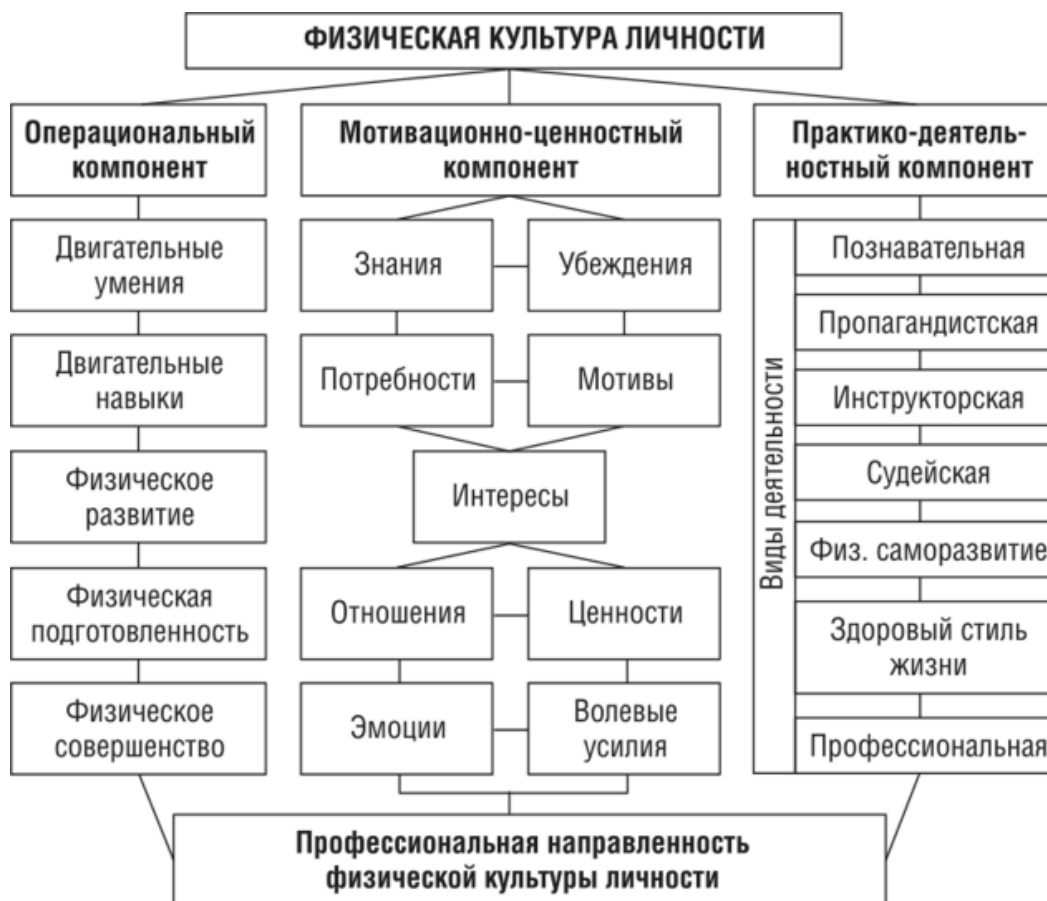 ФИЗИЧЕСКАЯ КУЛЬТУРА ЛИЧНОСТИ
Операциональный
компонент
Двигательные
умения
Двигательные
навыки
Физическое
развитие
Физическая
подготовленность
Физическое
совершенство
Мотивационно-ценностный
компонент
Знания
Убеждения
Потребности
Мотивы
Интересы
Отношения
Ценности
Эмоции
Волевые
усилия
Практико-деятель-
ностный компонент
Виды деятельности
Познавательная
Пропагандистская
Инструкторская
Судейская
Физ. саморазвитие
Здоровый стиль
жизни
Профессиональная
Профессиональная направленность
физической культуры личности